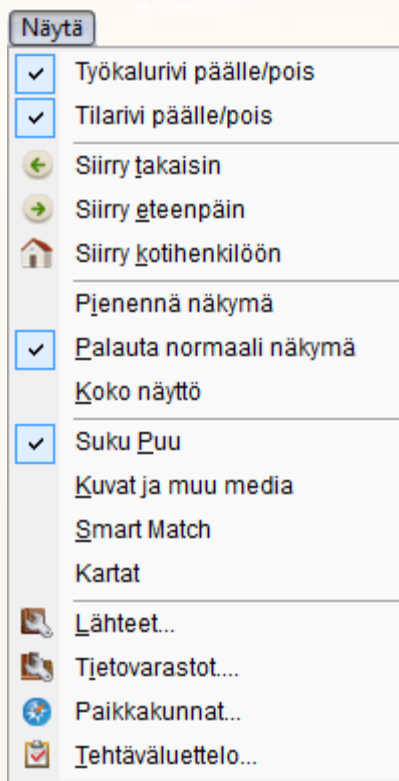 Näytä
Työkalurivi päälle/pois
Tilarivi päälle/pois
Siirry takaisin
Siirry eteenpäin
Siirry kotihenkilöön
Pienennä näkymä
Palauta normaali näkymä
Koko näyttö
Suku Puu
Kuvat ja muu media
Smart Match
Kartat
Lähteet...
Tietovarastot....
Paikkakunnat...
Tehtäväluettelo...